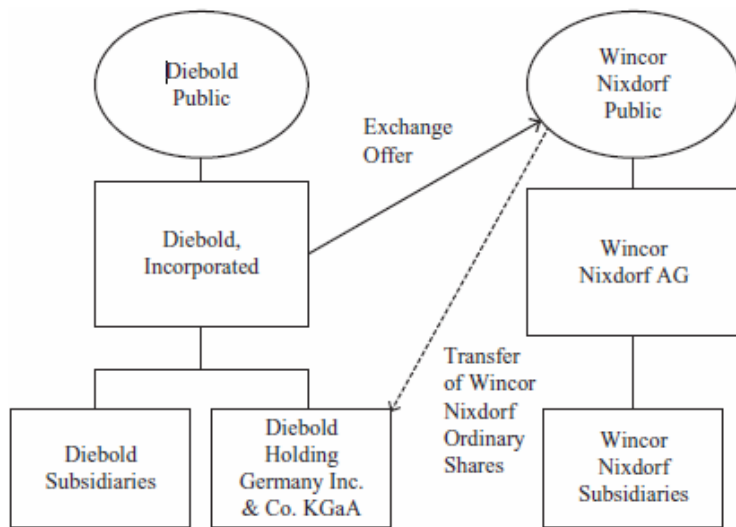 Diebold
Public
Wincor
Nixdorf
Public
Exchange
Offer
Diebold,
Incorporated
Wincor
Nixdorf AG
Transfer
of Wincor
Nixdorf
Ordinary
Shares
Diebold
Subsidiaries
Diebold
Holding
Germany Inc.
& Co. KGaA
Wincor
Nixdorf
Subsidiaries